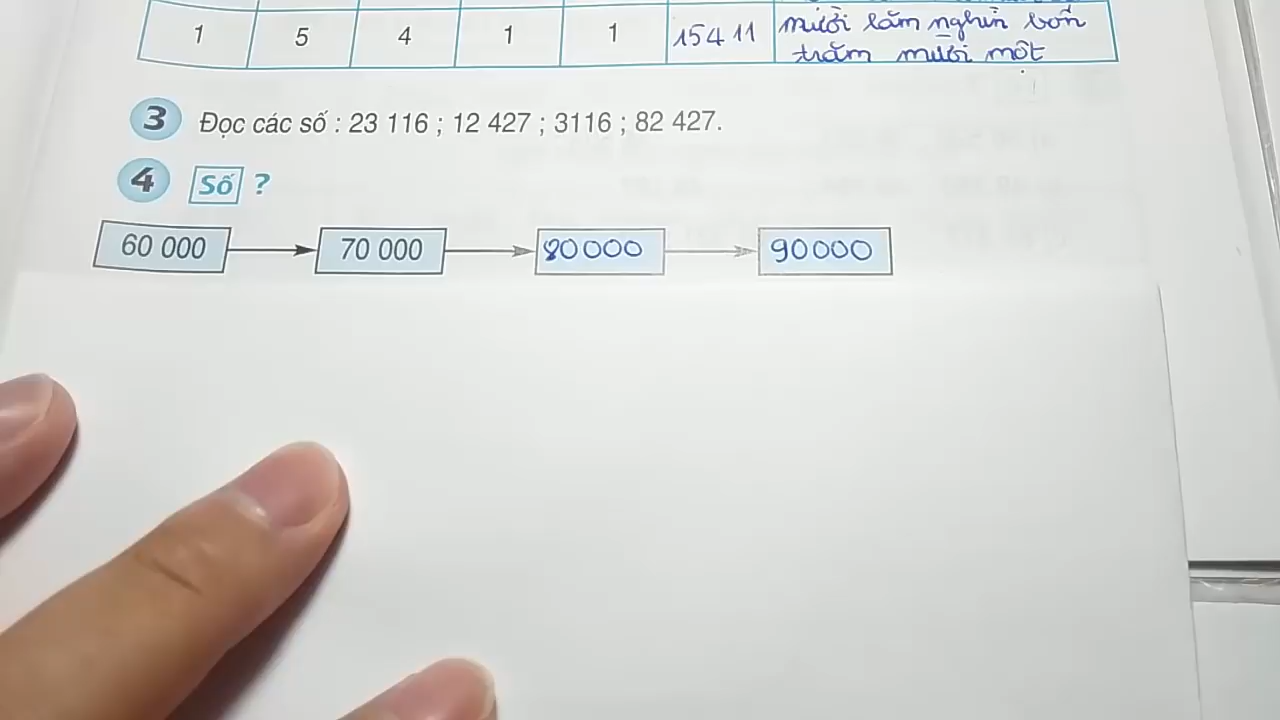 1 5 4 1 1 15411 mười lăm nghìn bốn
trăm mười một
3 Đọc các số : 23 116 ; 12 427 ; 3116 ; 82 427.
4 Số ?
60 000 70 000 80000 90000